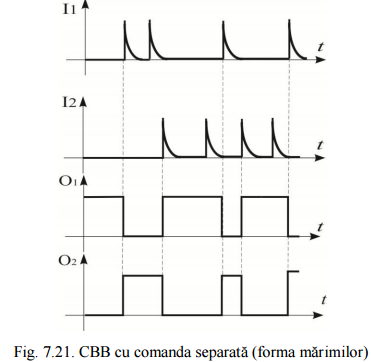 I1
t
I2
t
O1
t
O2
t
Fig. 7.21. CBB cu comanda separată (forma mărimilor)